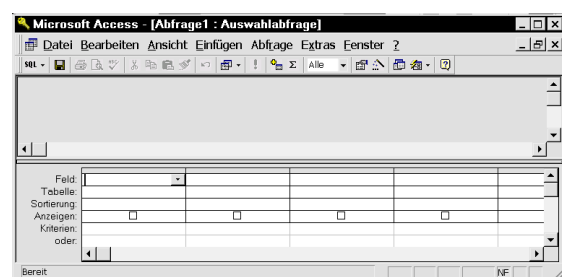 Microsoft Access - [Abfrage1 : Auswahlabfrage]
Datei Bearbeiten Ansicht Einfügen Abfrage Extras Fenster ?
SQL Σ Alle
Feld:
Tabelle:
Sortierung:
Anzeigen:
Kriterien:
oder:
Bereit NF